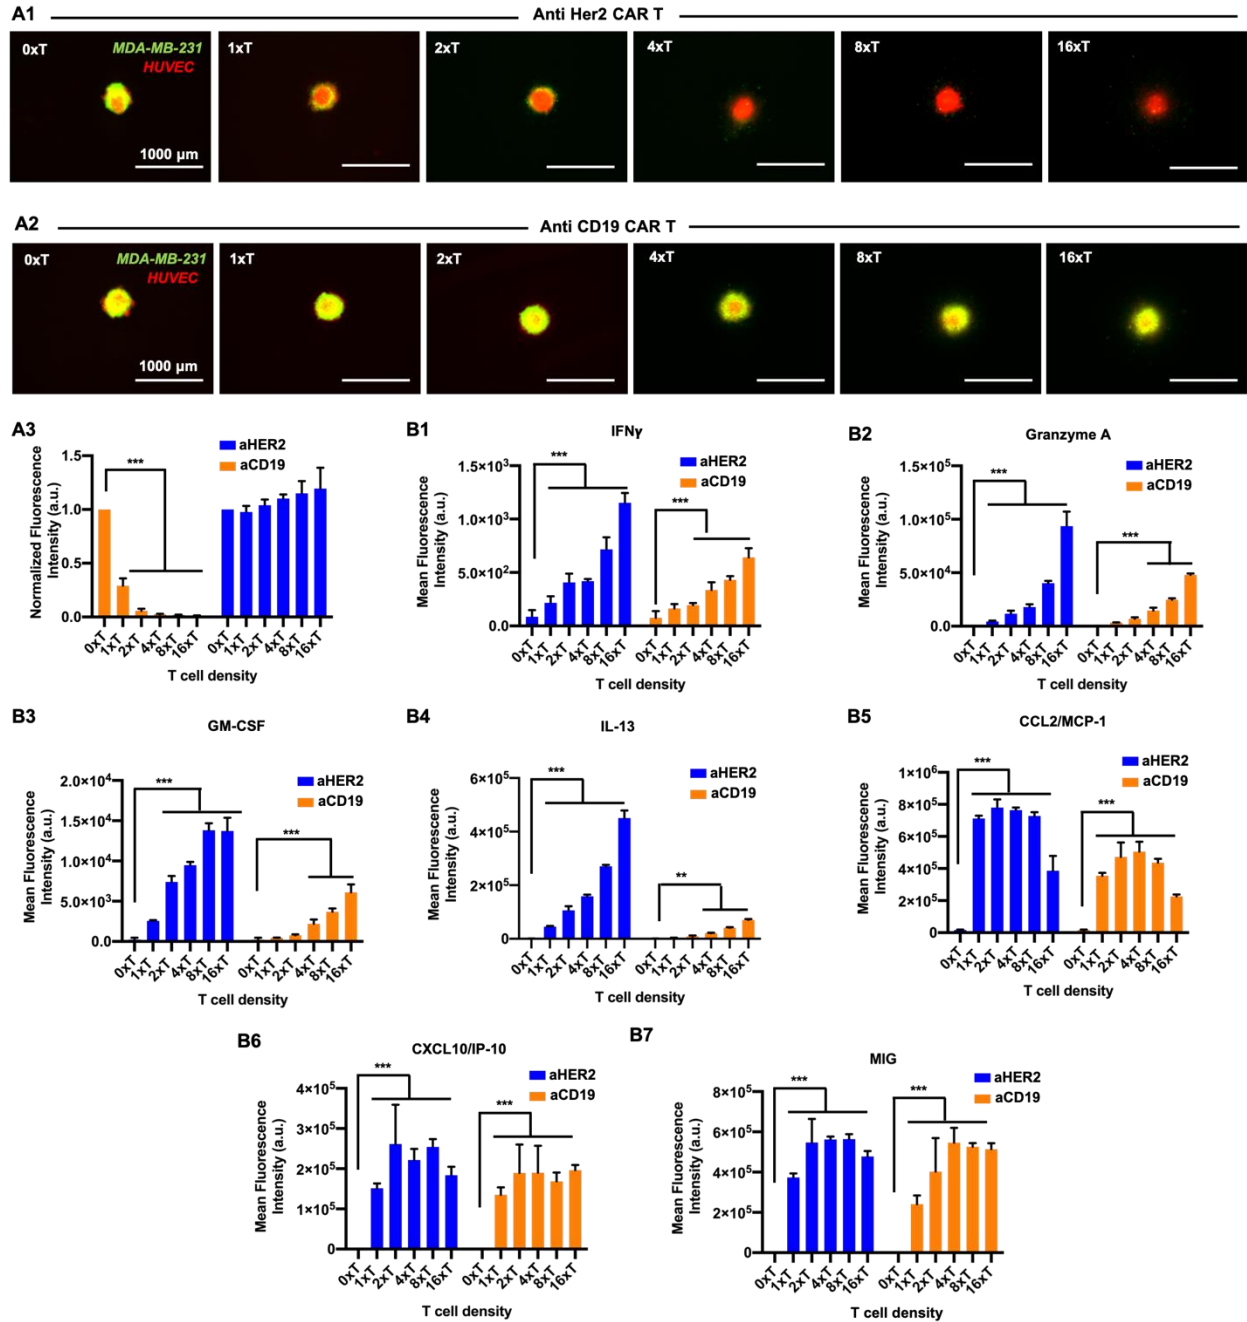 A1
Anti Her2 CAR T
0xT
MDA-MB-231
HUVEC
1000 µm
1xT
2xT
4xT
8xT
16xT
A2
Anti CD19 CAR T
0xT
MDA-MB-231
HUVEC
1000 µm
1xT
2xT
4xT
8xT
16xT
A3
aHER2
aCD19
***
Normalized Fluorescence
Intensity (a.u.)
1.5
1.0
0.5
0.0
0xT 1xT 2xT 4xT 8xT 16xT 0xT 1xT 2xT 4xT 8xT 16xT
T cell density
B1
IFNγ
aHER2
aCD19
***
***
Mean Fluorescence
Intensity (a.u.)
1.5×10³
1.0×10³
5.0×10²
0.0
0xT 1xT 2xT 4xT 8xT 16xT 0xT 1xT 2xT 4xT 8xT 16xT
T cell density
B2
Granzyme A
aHER2
aCD19
***
***
Mean Fluorescence
Intensity (a.u.)
1.5×10⁵
1.0×10⁵
5.0×10⁴
0.0
0xT 1xT 2xT 4xT 8xT 16xT 0xT 1xT 2xT 4xT 8xT 16xT
T cell density
B3
GM-CSF
aHER2
aCD19
***
***
Mean Fluorescence
Intensity (a.u.)
2.0×10⁴
1.5×10⁴
1.0×10⁴
5.0×10³
0.0
0xT 1xT 2xT 4xT 8xT 16xT 0xT 1xT 2xT 4xT 8xT 16xT
T cell density
B4
IL-13
aHER2
aCD19
***
**
Mean Fluorescence
Intensity (a.u.)
6×10⁵
4×10⁵
2×10⁵
0
0xT 1xT 2xT 4xT 8xT 16xT 0xT 1xT 2xT 4xT 8xT 16xT
T cell density
B5
CCL2/MCP-1
aHER2
aCD19
***
***
Mean Fluorescence
Intensity (a.u.)
1×10⁶
8×10⁵
6×10⁵
4×10⁵
2×10⁵
0
0xT 1xT 2xT 4xT 8xT 16xT 0xT 1xT 2xT 4xT 8xT 16xT
T cell density
B6
CXCL10/IP-10
aHER2
aCD19
***
***
Mean Fluorescence
Intensity (a.u.)
4×10⁵
3×10⁵
2×10⁵
1×10⁵
0
0xT 1xT 2xT 4xT 8xT 16xT 0xT 1xT 2xT 4xT 8xT 16xT
T cell density
B7
MIG
aHER2
aCD19
***
***
Mean Fluorescence
Intensity (a.u.)
8×10⁵
6×10⁵
4×10⁵
2×10⁵
0
0xT 1xT 2xT 4xT 8xT 16xT 0xT 1xT 2xT 4xT 8xT 16xT
T cell density